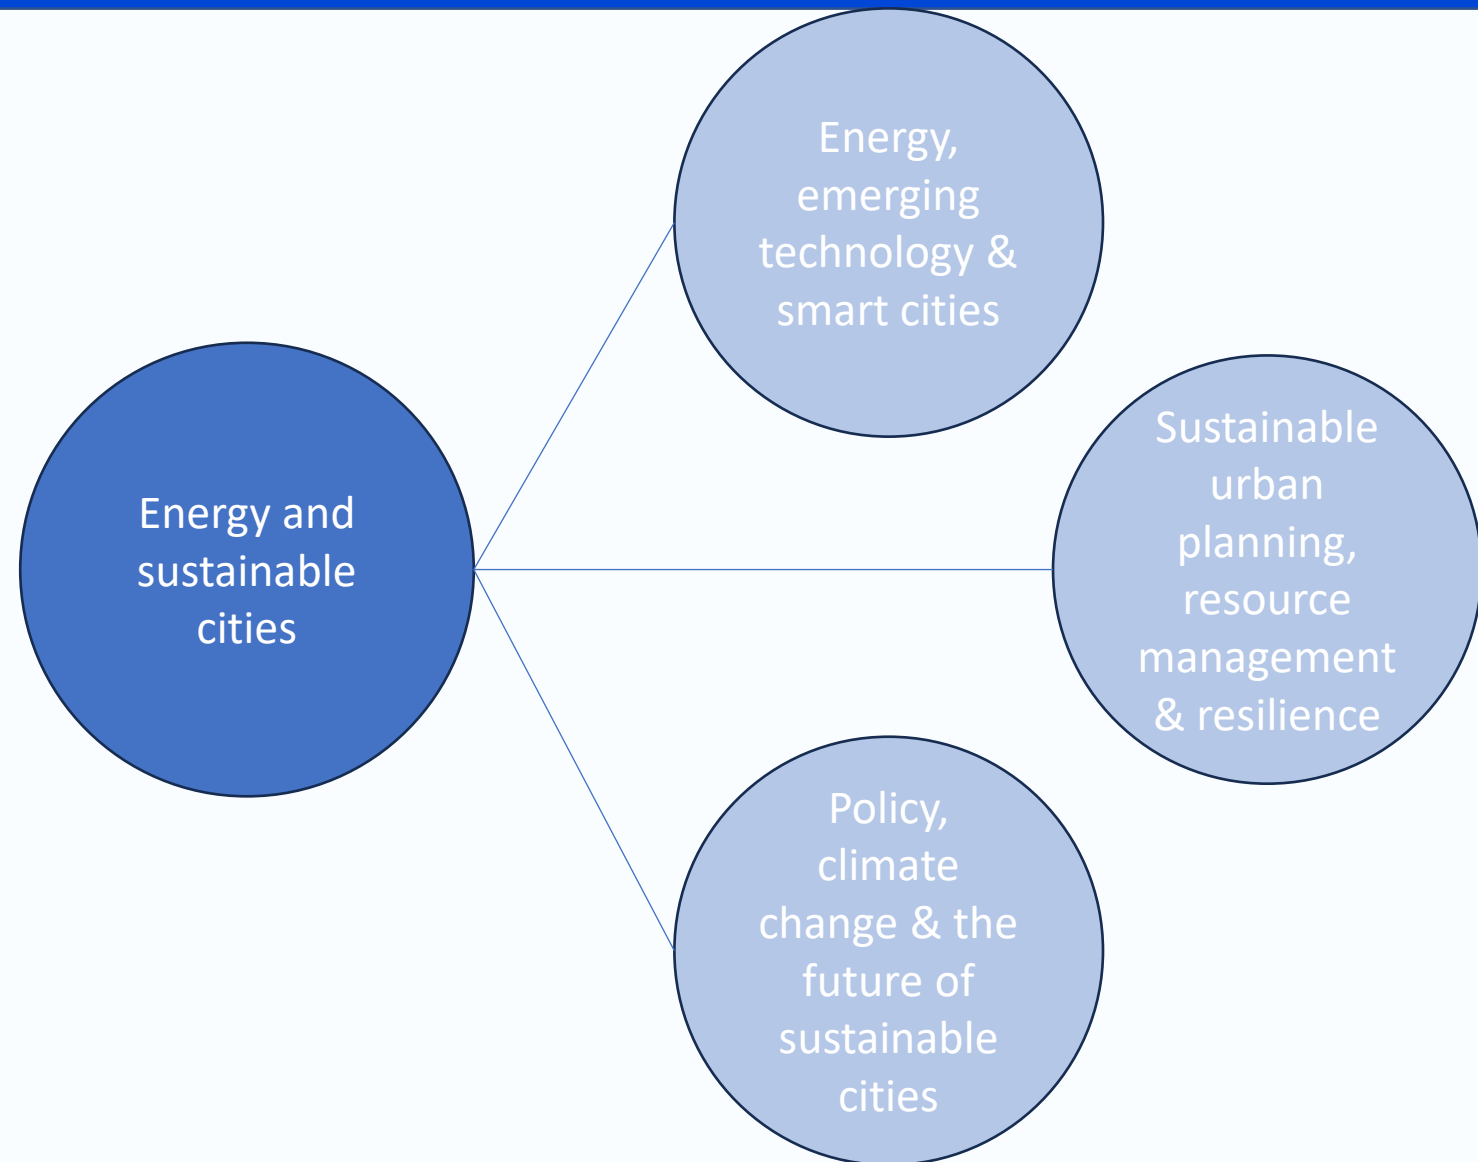 Energy and
sustainable
cities
Energy,
emerging
technology &
smart cities
Sustainable
urban
planning,
resource
management
& resilience
Policy,
climate
change & the
future of
sustainable
cities